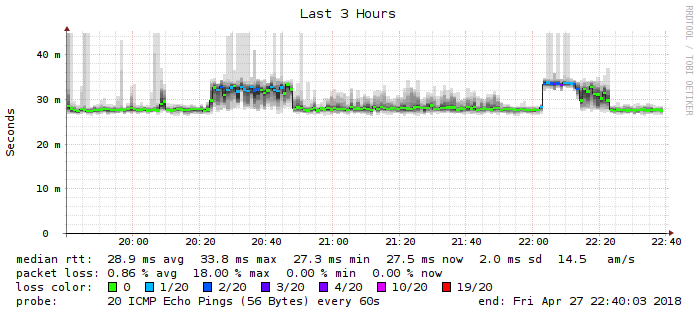 Last 3 Hours
RRDTOOL / TOBI OETIKER
Seconds
40 m
30 m
20 m
10 m
0
20:00 20:20 20:40 21:00 21:20 21:40 22:00 22:20 22:40
median rtt: 28.9 ms avg 33.8 ms max 27.3 ms min 27.5 ms now 2.0 ms sd 14.5 am/s
packet loss: 0.86 % avg 18.00 % max 0.00 % min 0.00 % now
loss color: 0 1/20 2/20 3/20 4/20 10/20 19/20
probe: 20 ICMP Echo Pings (56 Bytes) every 60s end: Fri Apr 27 22:40:03 2018